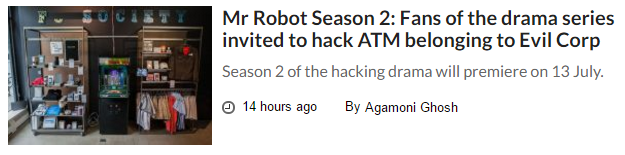 F. SOCIETY
Mr Robot Season 2: Fans of the drama series
invited to hack ATM belonging to Evil Corp
Season 2 of the hacking drama will premiere on 13 July.
14 hours ago By Agamoni Ghosh